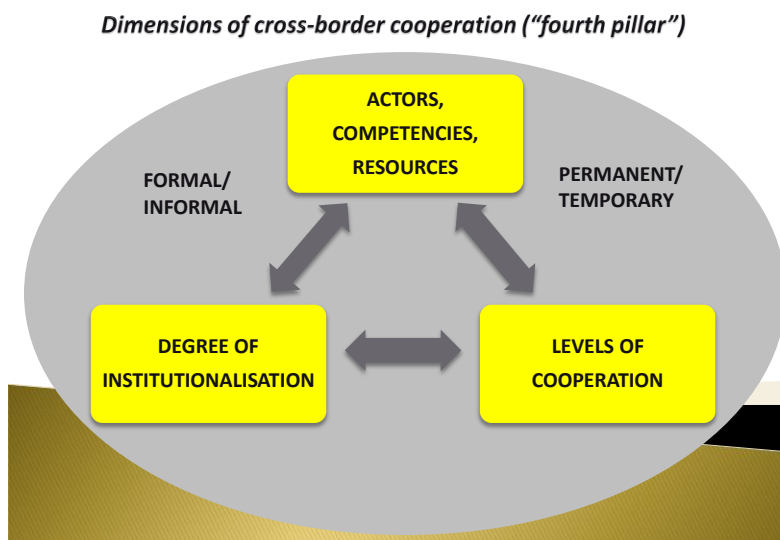 Dimensions of cross-border cooperation (“fourth pillar”)
ACTORS,
COMPETENCIES,
RESOURCES
FORMAL/
INFORMAL
PERMANENT/
TEMPORARY
DEGREE OF
INSTITUTIONALISATION
LEVELS OF
COOPERATION